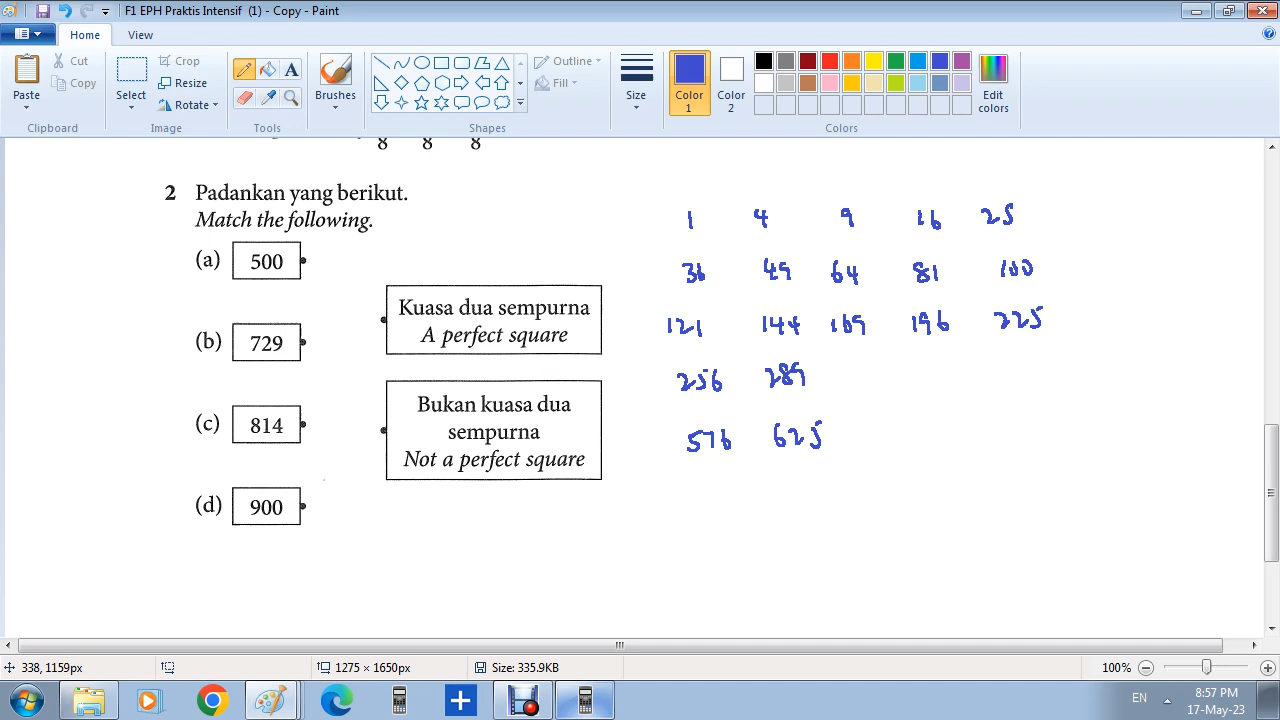 F1 EPH Praktis Intensif (1) - Copy - Paint
Home View
Paste Cut Copy Select Crop Resize Rotate Brushes Outline Fill Size Color 1 Color 2 Edit colors
Clipboard Image Tools Shapes Colors
8 8 8
2 Padankan yang berikut.
Match the following.
(a) 500
(b) 729
(c) 814
(d) 900
Kuasa dua sempurna
A perfect square
Bukan kuasa dua
sempurna
Not a perfect square
1 4 9 16 25
36 49 64 81 100
121 144 169 196 225
256 289
576 625
338, 1159px 1275 × 1650px Size: 335.9KB 100%
EN 8:57 PM
17-May-23